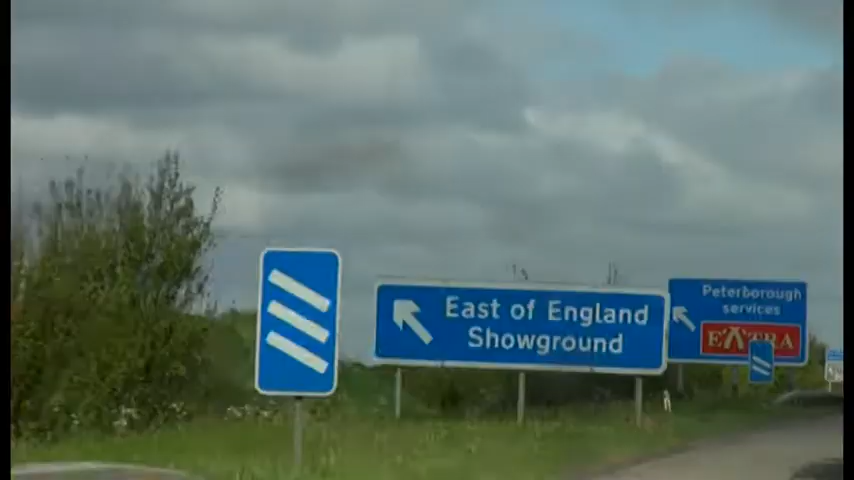 East of England
Showground
Peterborough
services
EXTRA